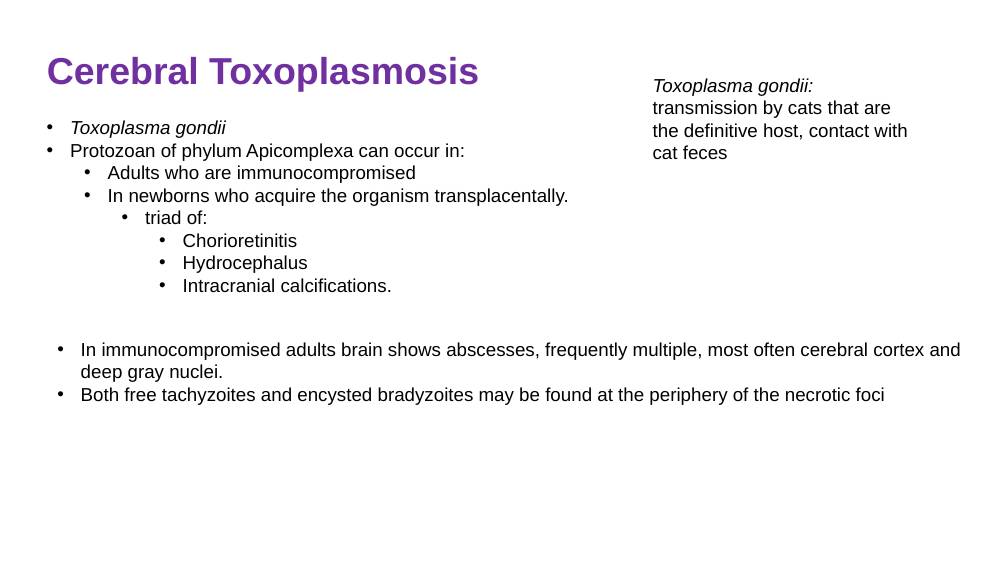 Cerebral Toxoplasmosis
Toxoplasma gondii:
transmission by cats that are
the definitive host, contact with
cat feces
• Toxoplasma gondii
• Protozoan of phylum Apicomplexa can occur in:
• Adults who are immunocompromised
• In newborns who acquire the organism transplacentally.
• triad of:
• Chorioretinitis
• Hydrocephalus
• Intracranial calcifications.
• In immunocompromised adults brain shows abscesses, frequently multiple, most often cerebral cortex and
deep gray nuclei.
• Both free tachyzoites and encysted bradyzoites may be found at the periphery of the necrotic foci